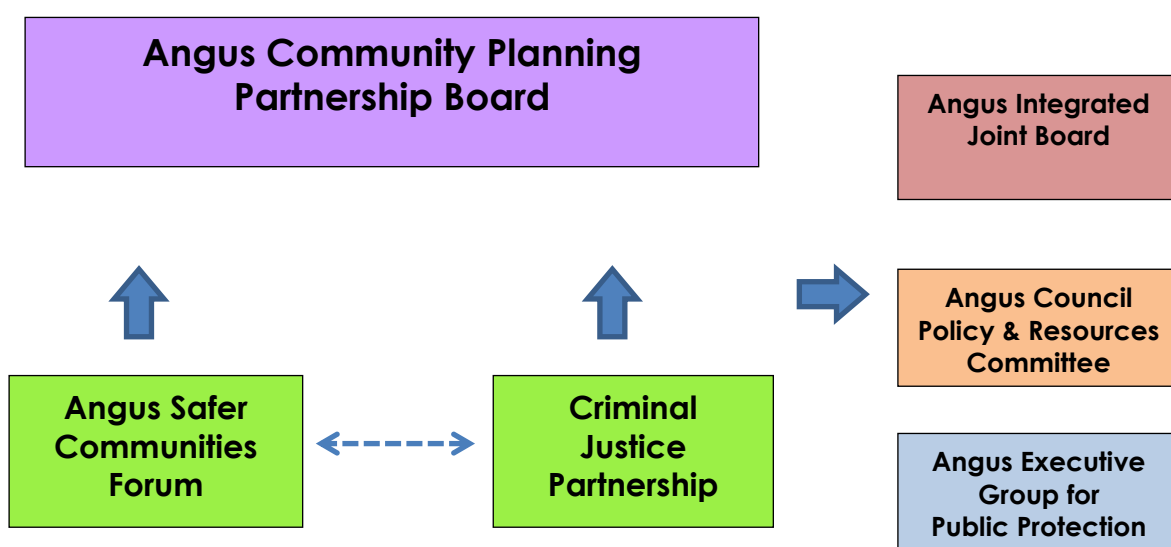 Angus Community Planning
Partnership Board
Angus Integrated
Joint Board
Angus Council
Policy & Resources
Committee
Angus Safer
Communities
Forum
Criminal
Justice
Partnership
Angus Executive
Group for
Public Protection